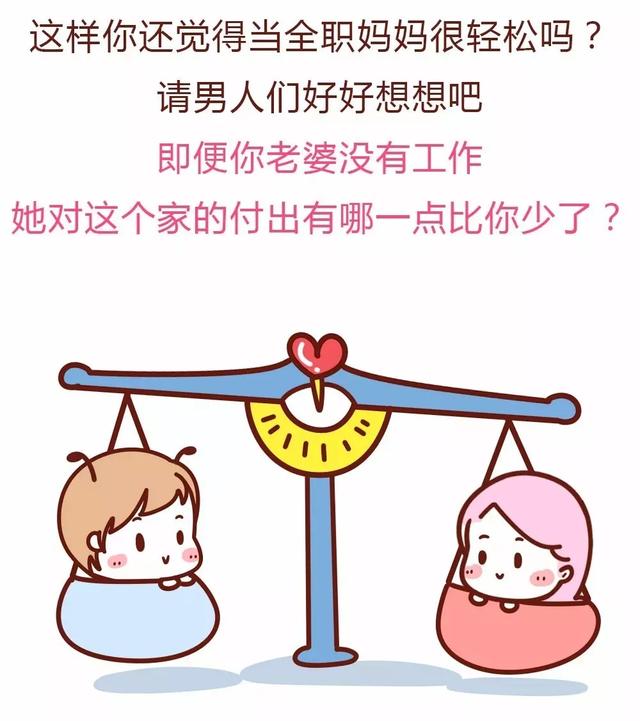 这样你还觉得当全职妈妈很轻松吗？
请男人们好好想想吧
即便你老婆没有工作
她对这个家的付出有哪一点比你少了？